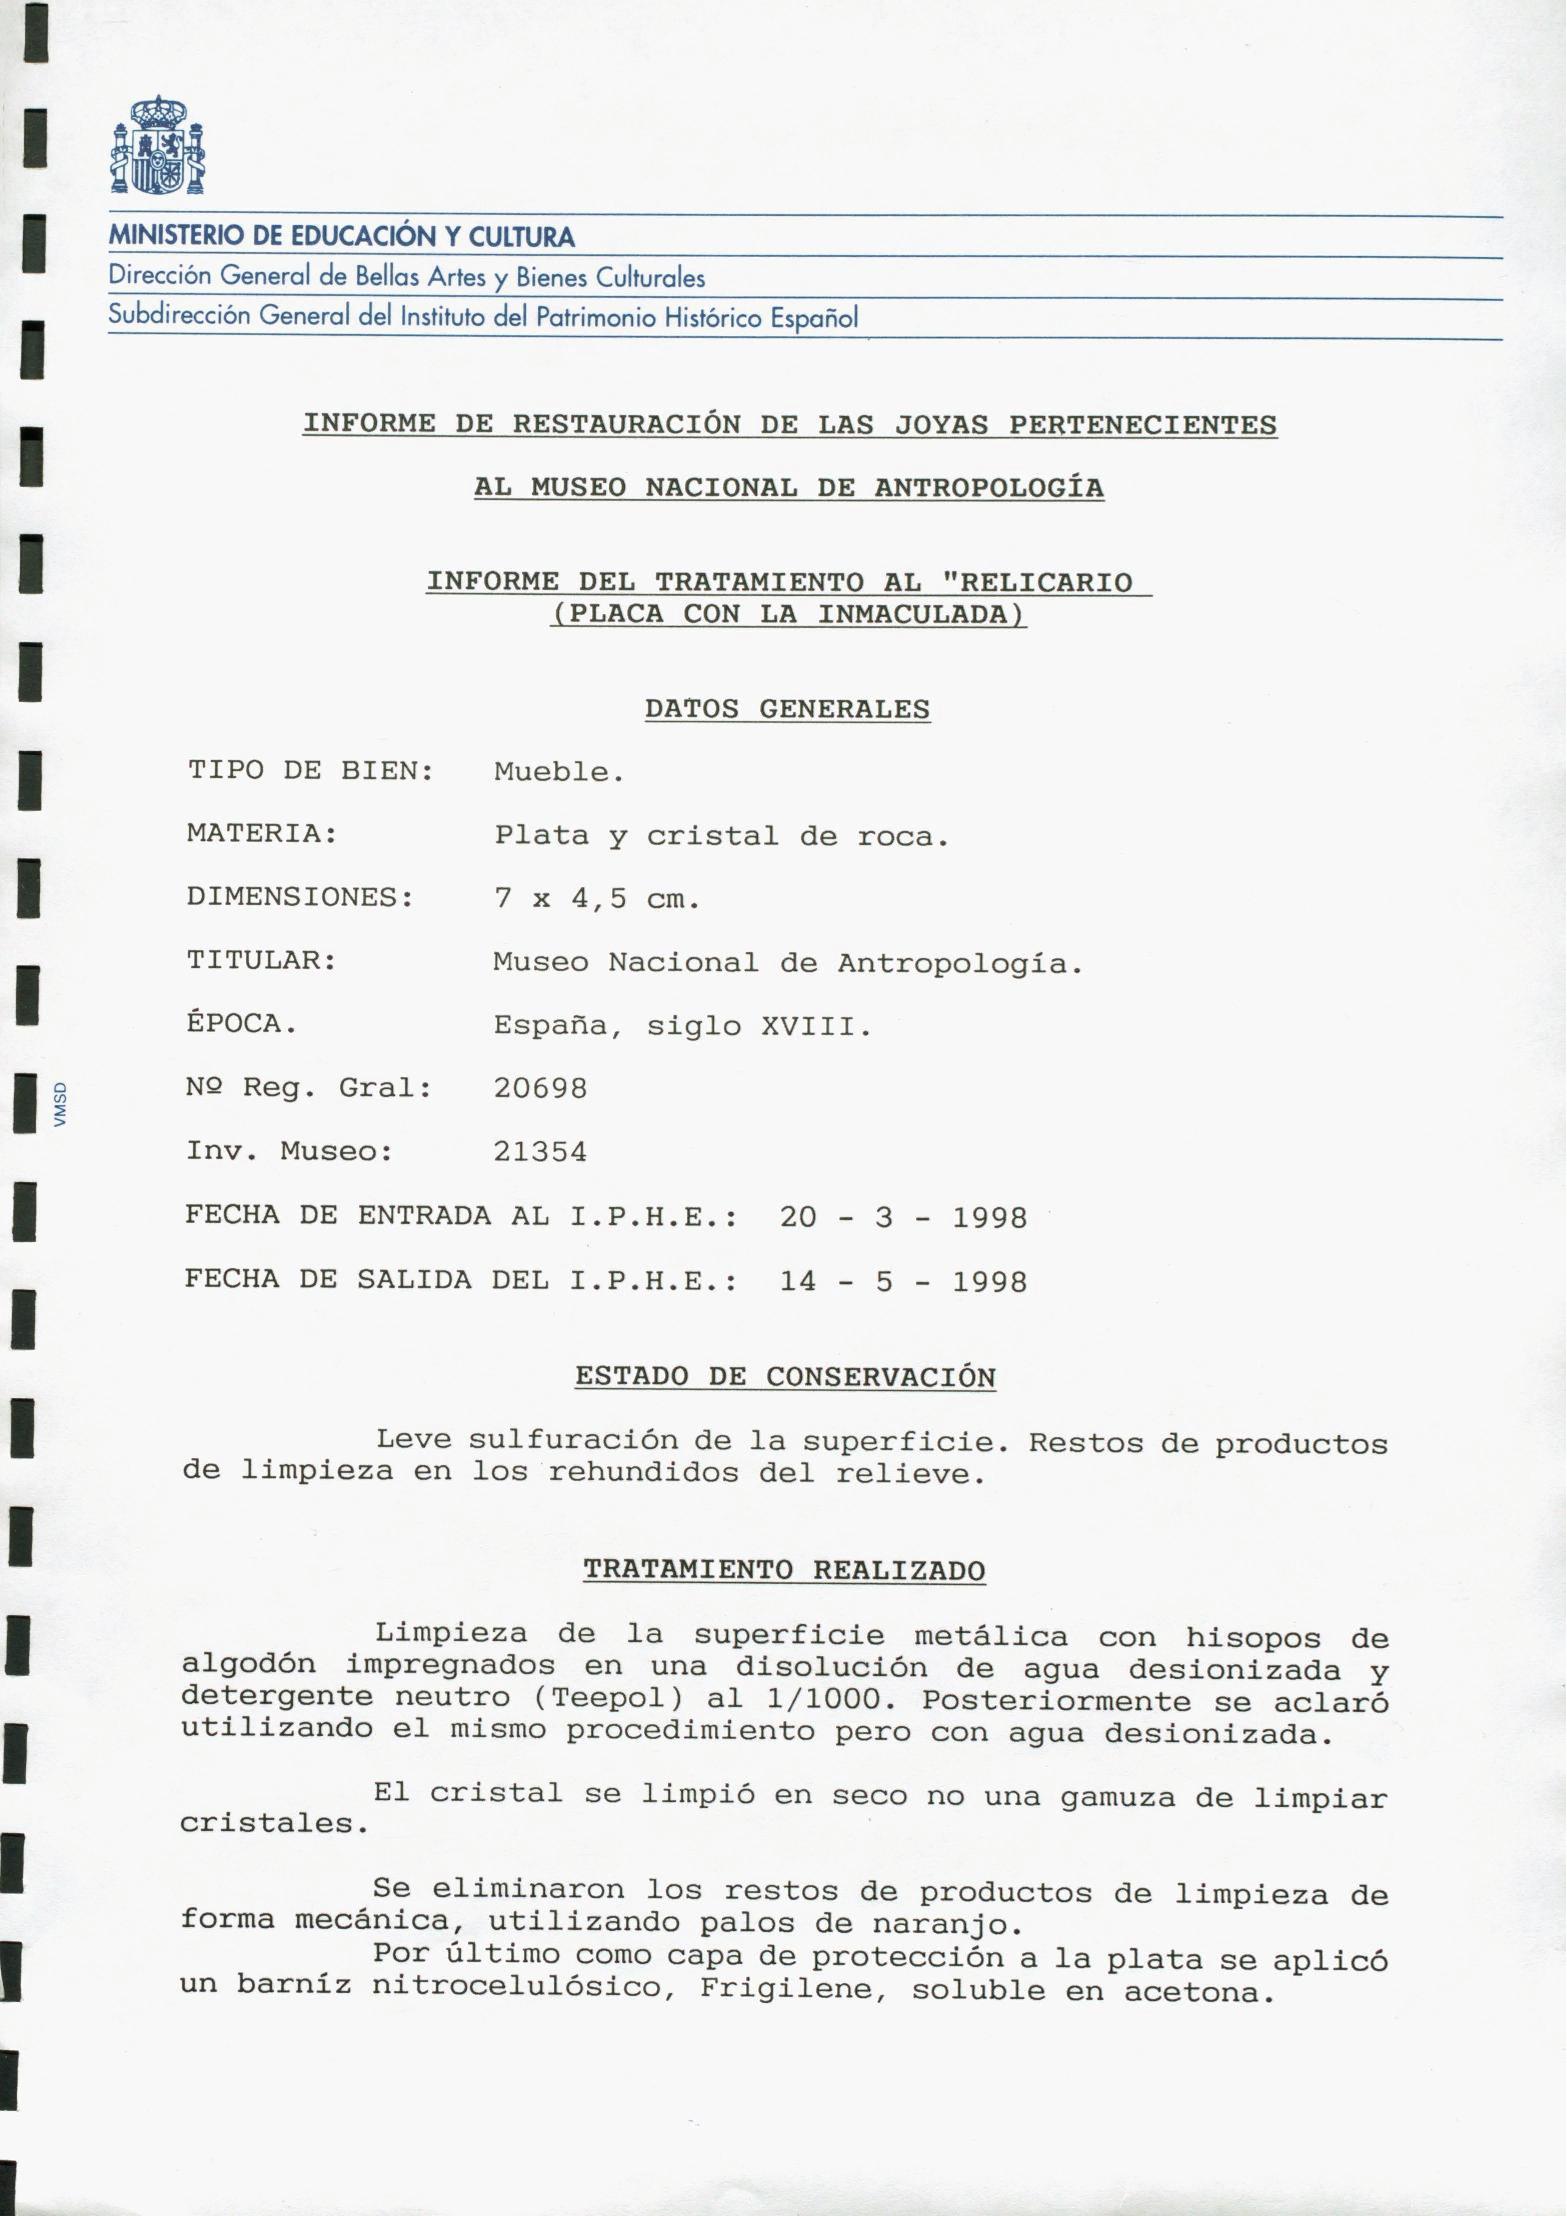 MINISTERIO DE EDUCACIÓN Y CULTURA
Dirección General de Bellas Artes y Bienes Culturales
Subdirección General del Instituto del Patrimonio Histórico Español
INFORME DE RESTAURACIÓN DE LAS JOYAS PERTENECIENTES
AL MUSEO NACIONAL DE ANTROPOLOGÍA
INFORME DEL TRATAMIENTO AL "RELICARIO
(PLACA CON LA INMACULADA)
DATOS GENERALES
TIPO DE BIEN: Mueble.
MATERIA: Plata y cristal de roca.
DIMENSIONES: 7 x 4,5 cm.
TITULAR: Museo Nacional de Antropología.
ÉPOCA. España, siglo XVIII.
Nº Reg. Gral: 20698
Inv. Museo: 21354
FECHA DE ENTRADA AL I.P.H.E.: 20 - 3 - 1998
FECHA DE SALIDA DEL I.P.H.E.: 14 - 5 - 1998
ESTADO DE CONSERVACIÓN
Leve sulfuración de la superficie. Restos de productos
de limpieza en los rehundidos del relieve.
TRATAMIENTO REALIZADO
Limpieza de la superficie metálica con hisopos de
algodón impregnados en una disolución de agua desionizada y
detergente neutro (Teepol) al 1/1000. Posteriormente se aclaró
utilizando el mismo procedimiento pero con agua desionizada.
El cristal se limpió en seco no una gamuza de limpiar
cristales.
Se eliminaron los restos de productos de limpieza de
forma mecánica, utilizando palos de naranjo.
Por último como capa de protección a la plata se aplicó
un barníz nitrocelulósico, Frigilene, soluble en acetona.
VMSD